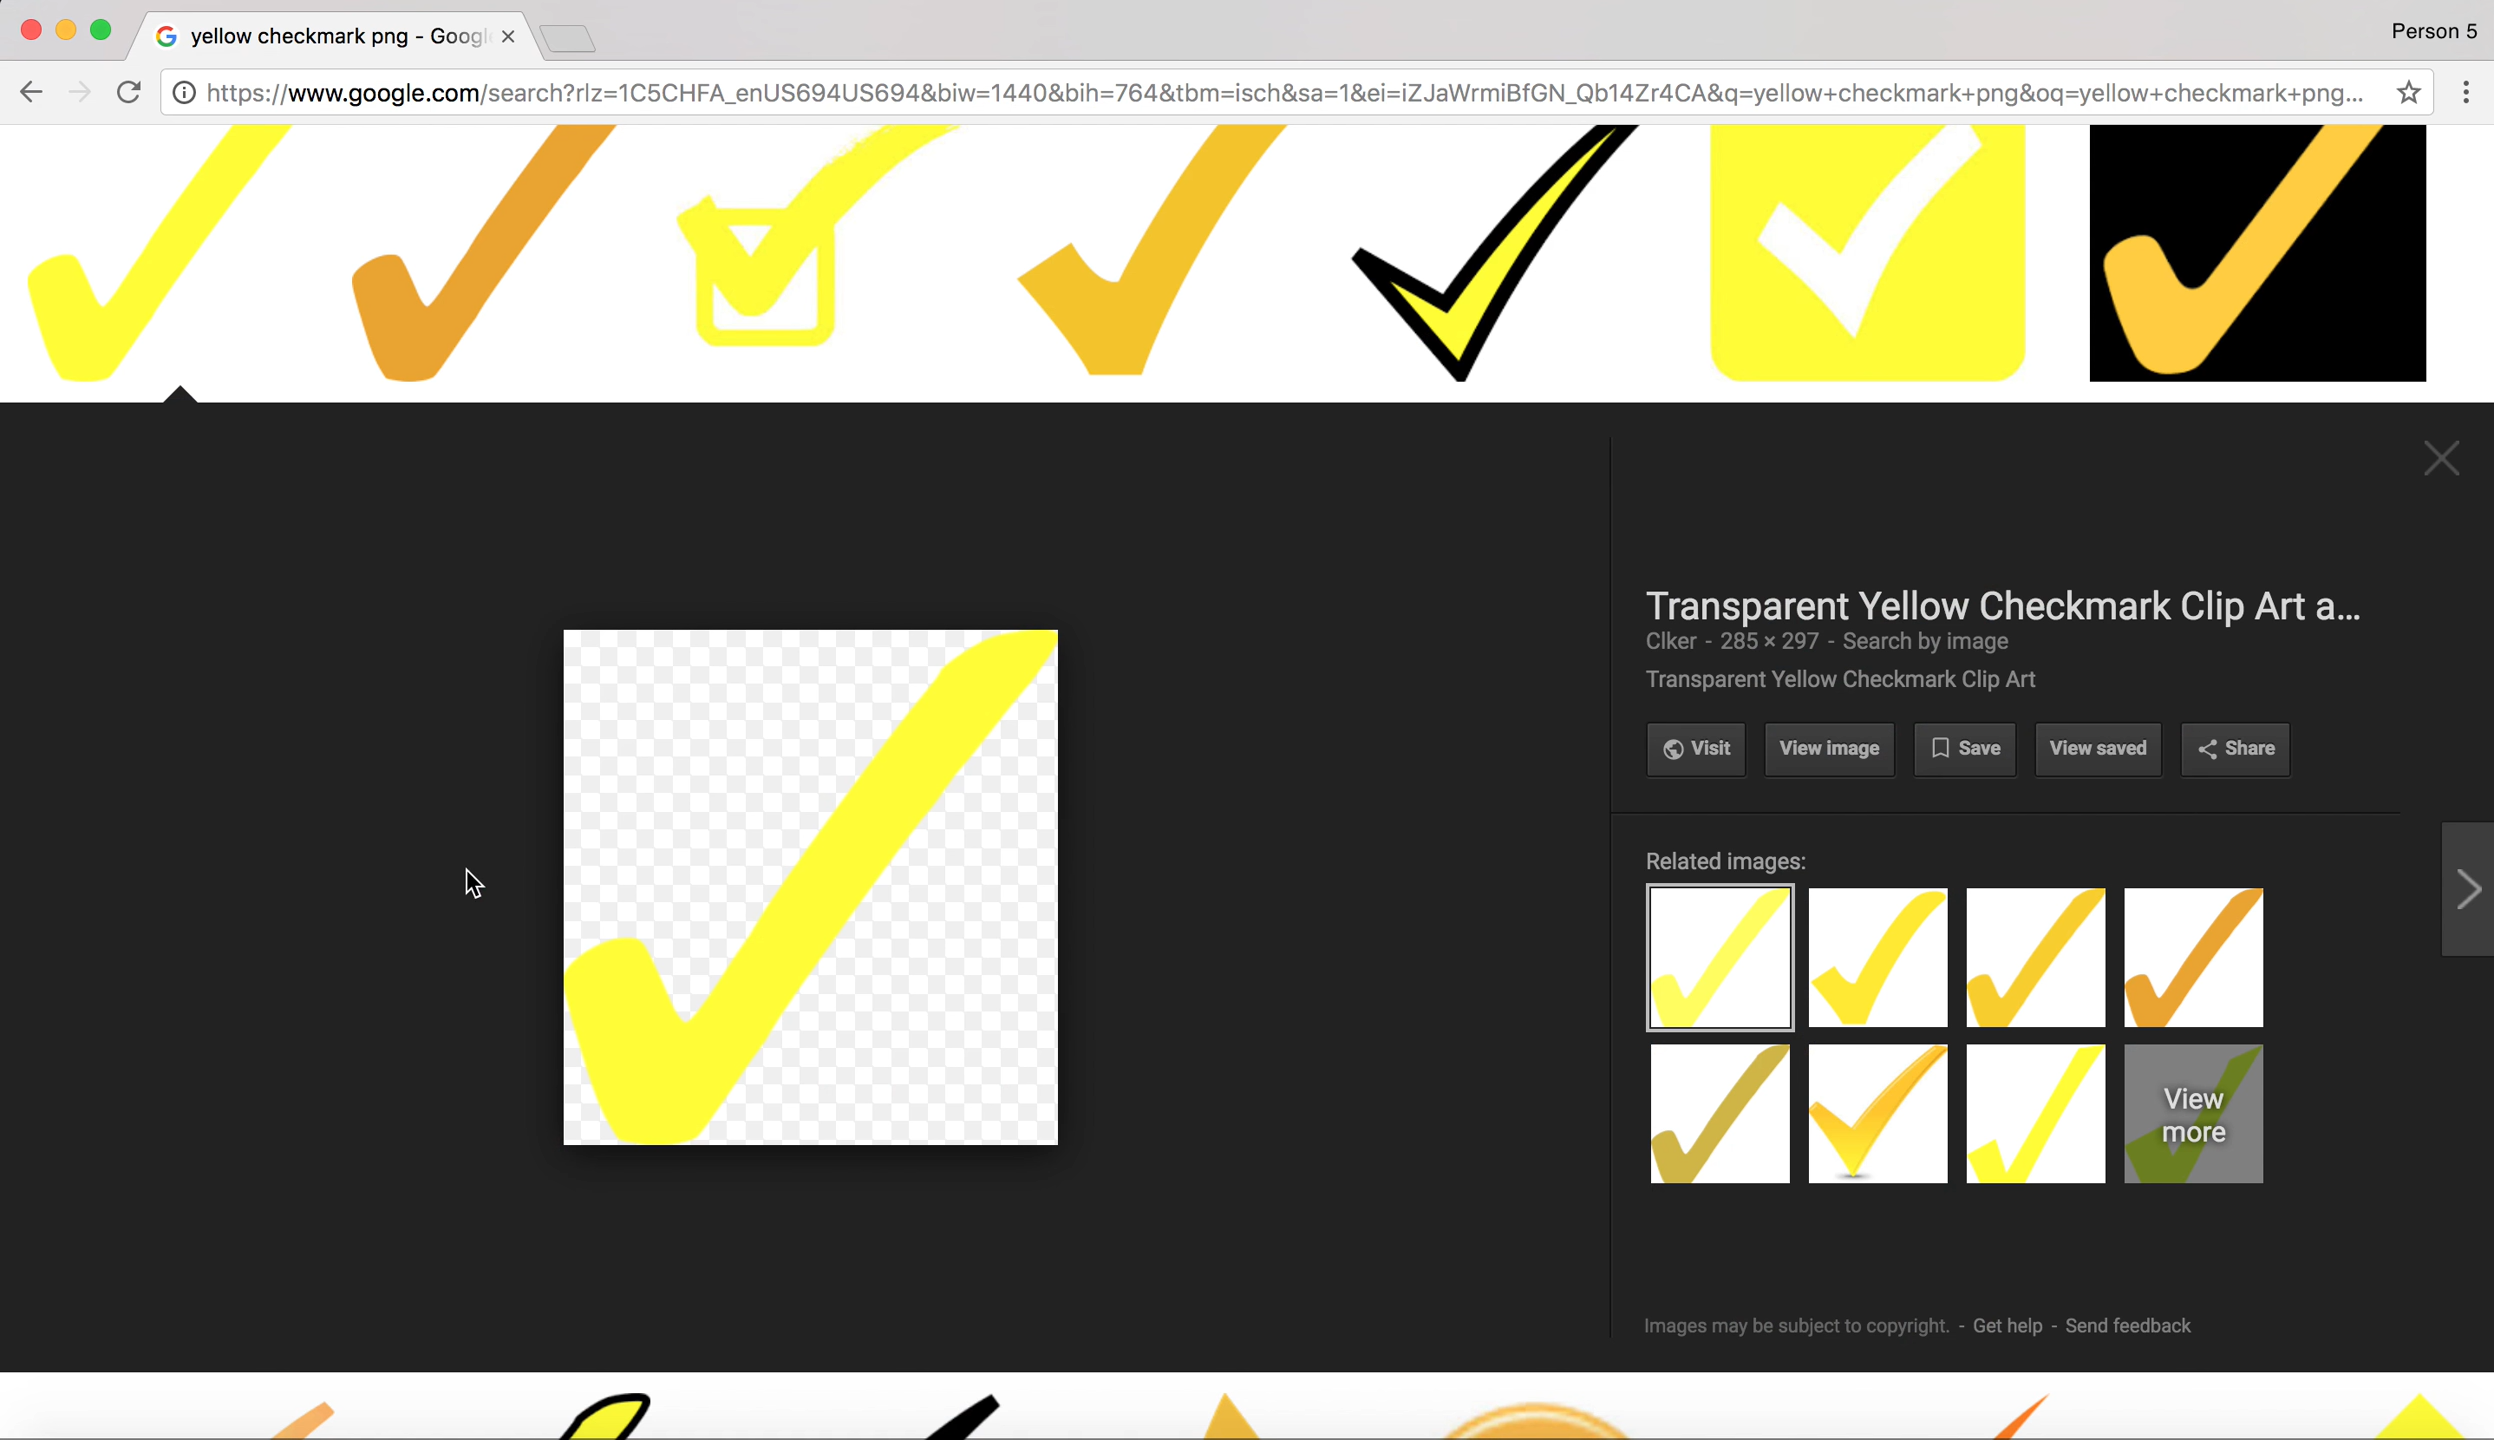 yellow checkmark png - Googl
Person 5
https://www.google.com/search?rlz=1C5CHFA_enUS694US694&biw=1440&bih=764&tbm=isch&sa=1&ei=iZJaWrmiBfGN_Qb14Zr4CA&q=yellow+checkmark+png&oq=yellow+checkmark+png...
Transparent Yellow Checkmark Clip Art a...
Clker - 285 × 297 - Search by image
Transparent Yellow Checkmark Clip Art
Visit View image Save View saved Share
Related images:
View
more
Images may be subject to copyright. - Get help - Send feedback